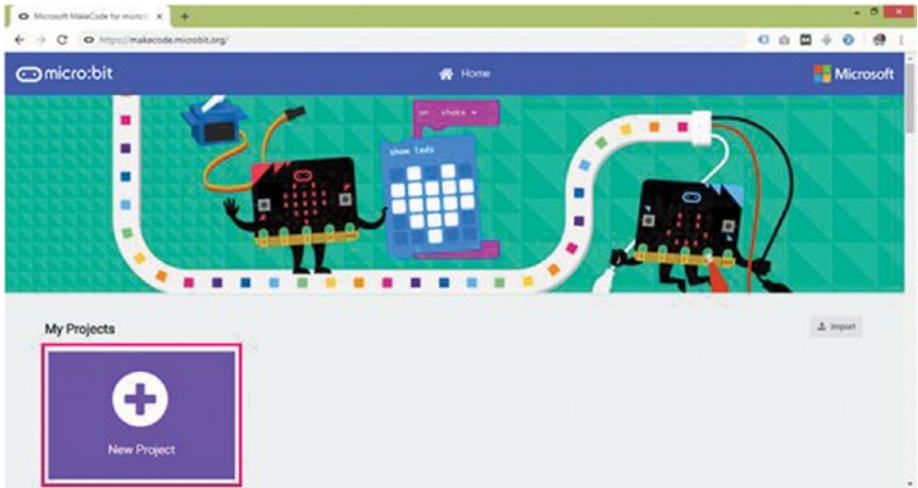 Microsoft MakeCode for micro:b
https://makecode.microbit.org/
micro:bit
Home
Microsoft
on shake
show leds
My Projects
Import
New Project